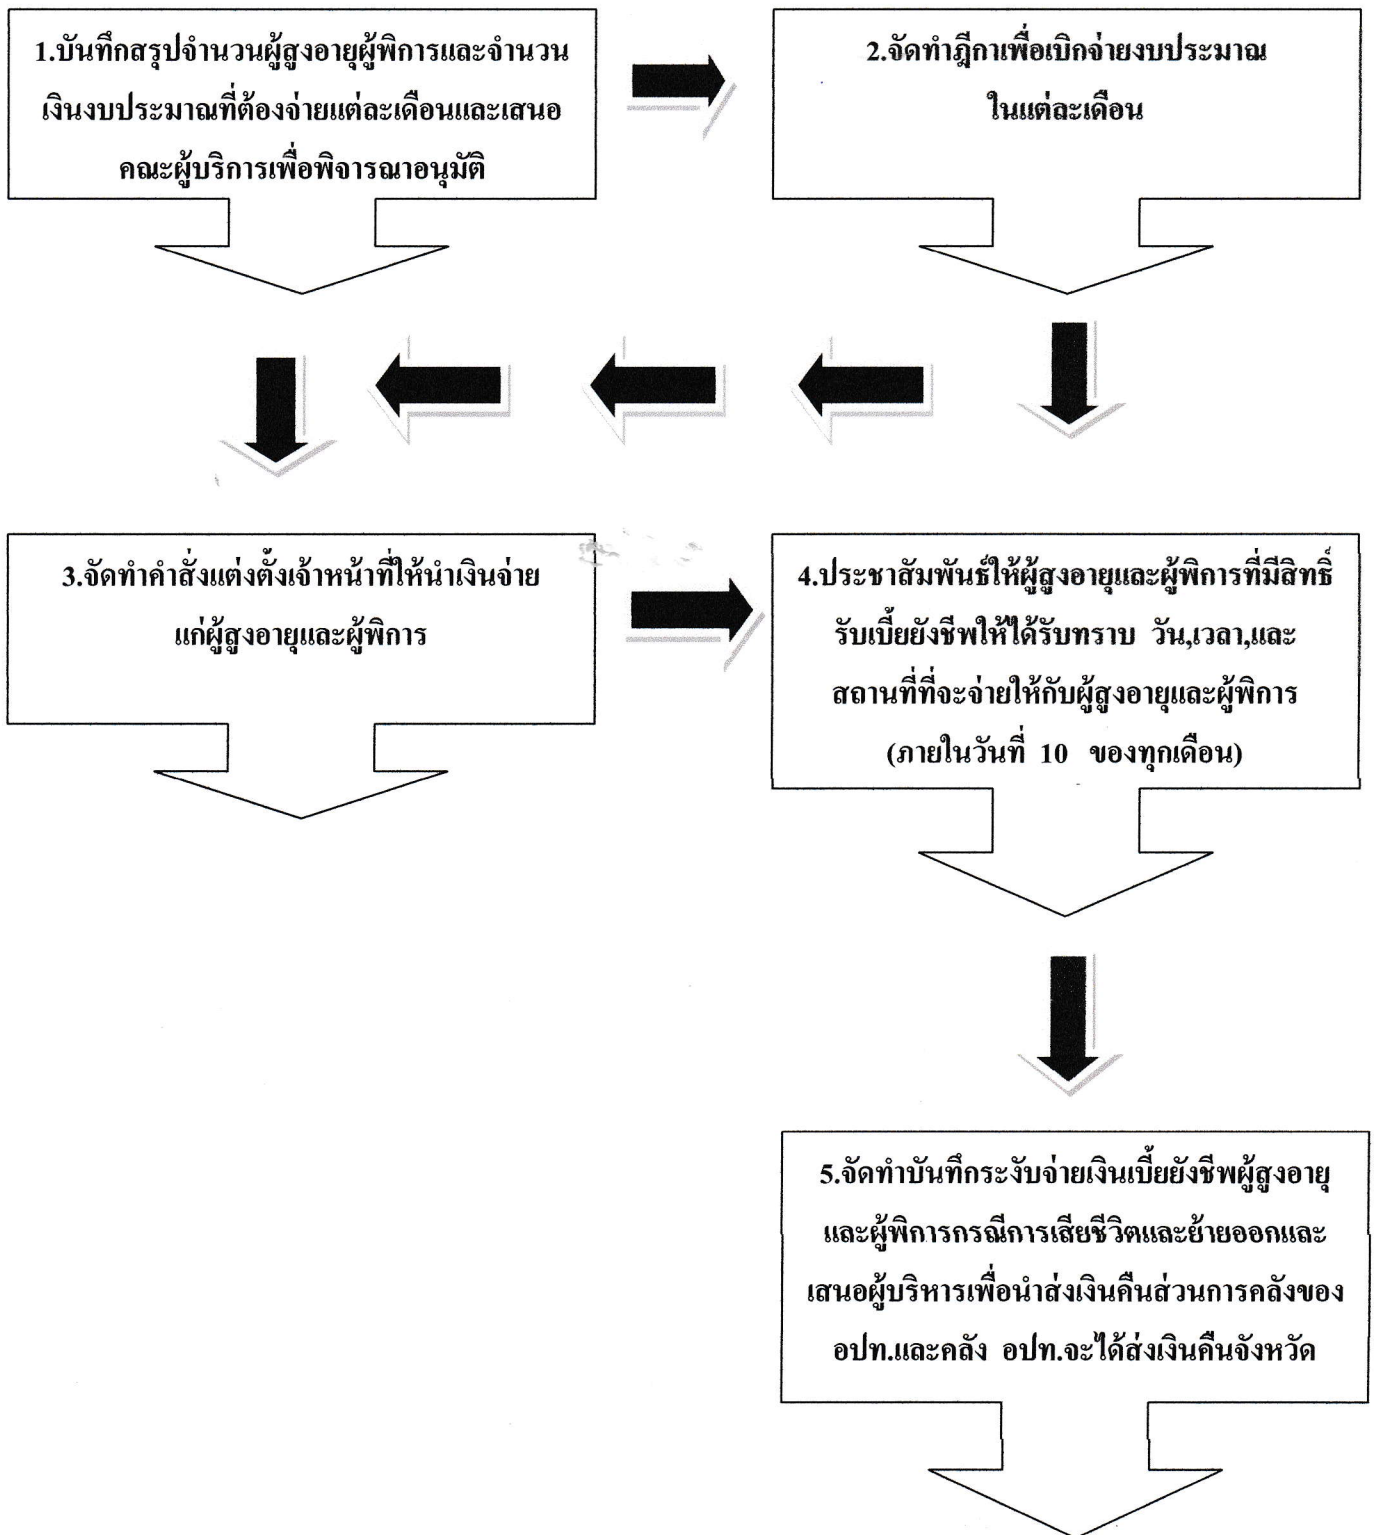 1.บันทึกสรุปจำนวนผู้สูงอายุผู้พิการและจำนวน
เงินงบประมาณที่ต้องจ่ายแต่ละเดือนและเสนอ
คณะผู้บริการเพื่อพิจารณาอนุมัติ
2.จัดทำฎีกาเพื่อเบิกจ่ายงบประมาณ
ในแต่ละเดือน
3.จัดทำคำสั่งแต่งตั้งเจ้าหน้าที่ให้นำเงินจ่าย
แก่ผู้สูงอายุและผู้พิการ
4.ประชาสัมพันธ์ให้ผู้สูงอายุและผู้พิการที่มีสิทธิ์
รับเบี้ยยังชีพให้ได้รับทราบ วัน,เวลา,และ
สถานที่ที่จะจ่ายให้กับผู้สูงอายุและผู้พิการ
(ภายในวันที่ 10 ของทุกเดือน)
5.จัดทำบันทึกระงับจ่ายเงินเบี้ยยังชีพผู้สูงอายุ
และผู้พิการกรณีการเสียชีวิตและย้ายออกและ
เสนอผู้บริหารเพื่อนำส่งเงินคืนส่วนการคลังของ
อปท.และคลัง อปท.จะได้ส่งเงินคืนจังหวัด